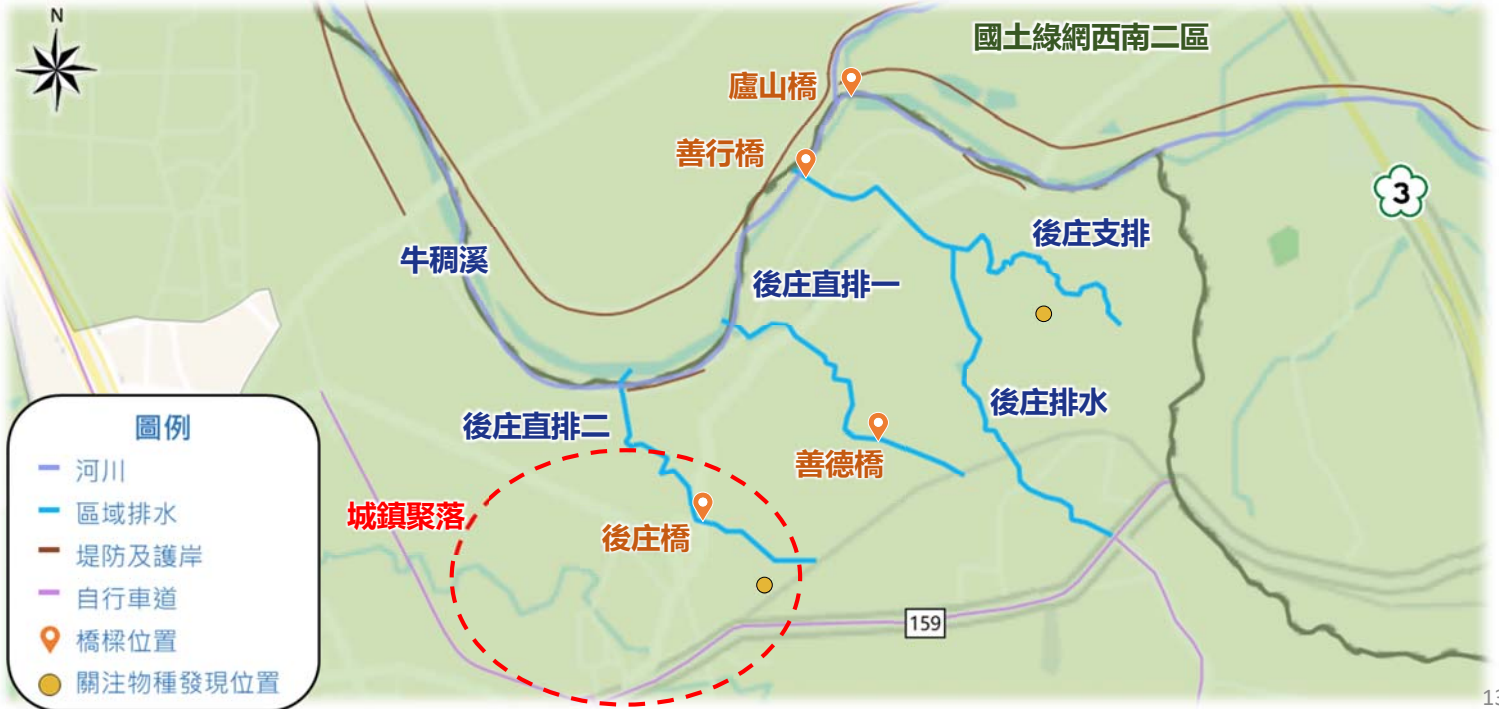 N
國土綠網西南二區
廬山橋
善行橋
3
後庄支排
牛稠溪
後庄直排一
後庄排水
後庄直排二
善德橋
城鎮聚落
後庄橋
159
圖例
河川
區域排水
堤防及護岸
自行車道
橋樑位置
關注物種發現位置